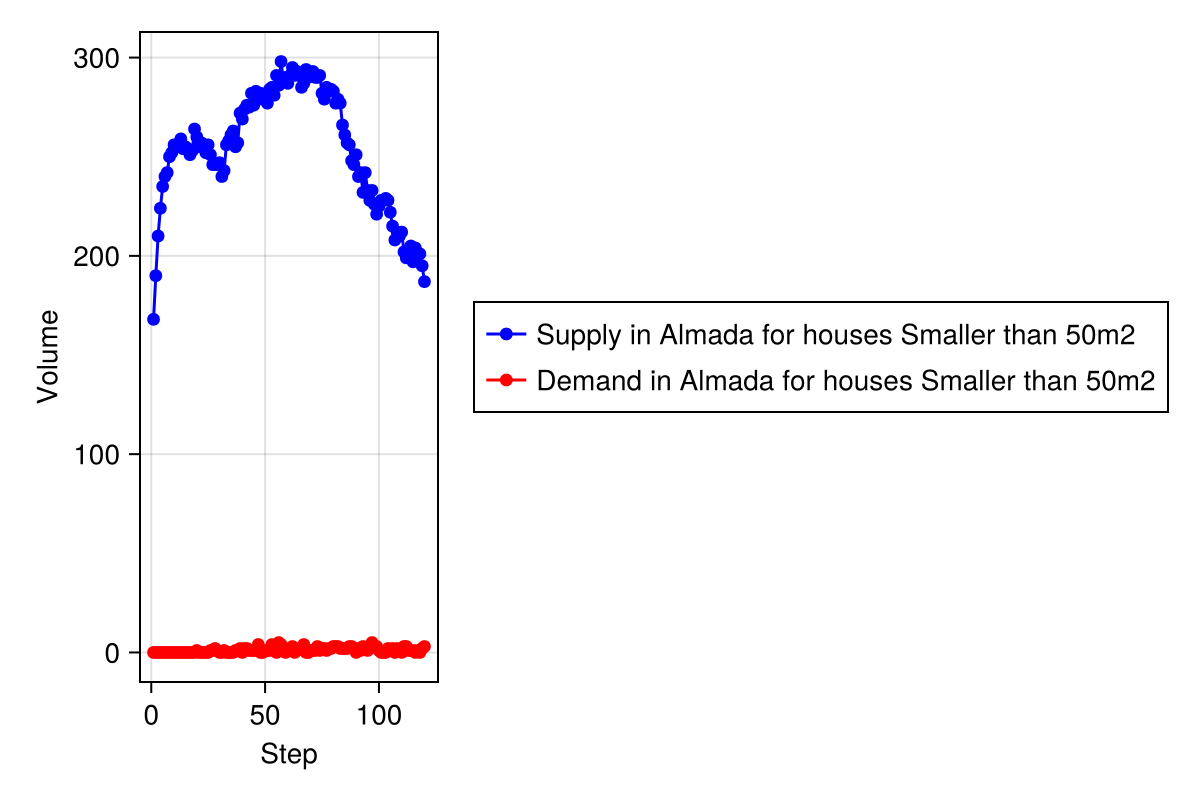 300
200
100
0
Volume
0 50 100
Step
Supply in Almada for houses Smaller than 50m2
Demand in Almada for houses Smaller than 50m2